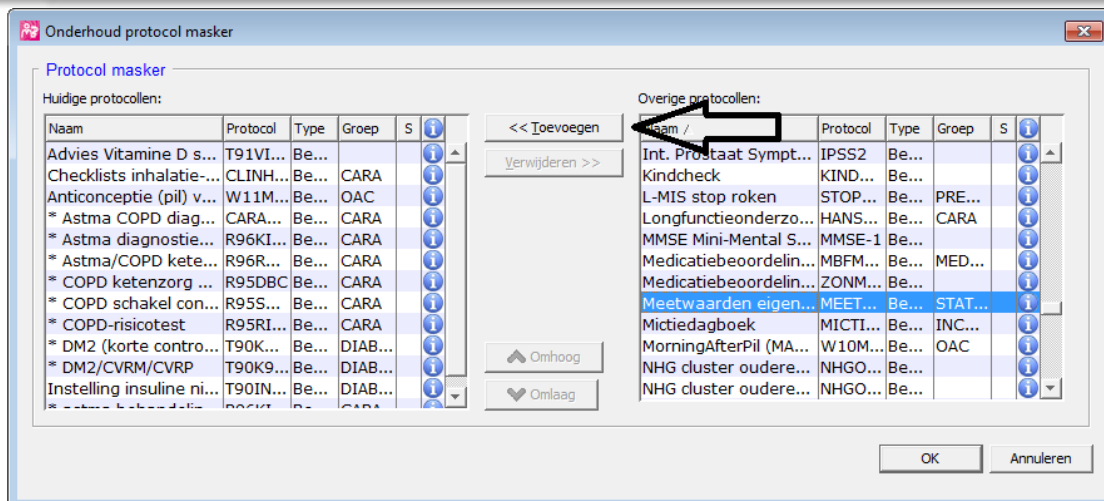 Onderhoud protocol masker
Protocol masker
Huidige protocollen:
Naam Protocol Type Groep S
Advies Vitamine D s... T91VI... Be...
Checklists inhalatie-... CLINH... Be... CARA
Anticonceptie (pil) v... W11M... Be... OAC
* Astma COPD diag... CARA... Be... CARA
* Astma diagnostie... R96KI... Be... CARA
* Astma/COPD kete... R96R... Be... CARA
* COPD ketenzorg ... R95DBC Be... CARA
* COPD schakel con... R95S... Be... CARA
* COPD-risicotest R95RI... Be... CARA
* DM2 (korte contro... T90K... Be... DIAB...
* DM2/CVRM/CVRP T90K9... Be... DIAB...
Instelling insuline ni... T90IN... Be... DIAB...
* astma behandelin... R96KI... Be... CARA
<< Toevoegen
Verwijderen >>
Omhoog
Omlaag
Overige protocollen:
Naam / Protocol Type Groep S
Int. Prostaat Sympt... IPSS2 Be...
Kindcheck KIND... Be...
L-MIS stop roken STOP... Be... PRE...
Longfunctieonderzo... HANS... Be... CARA
MMSE Mini-Mental S... MMSE-1 Be...
Medicatiebeoordelin... MBFM... Be... MED...
Medicatiebeoordelin... ZONM... Be...
Meetwaarden eigen... MEET... Be... STAT...
Mictiedagboek MICTI... Be... INC...
MorningAfterPil (MA... W10M... Be... OAC
NHG cluster oudere... NHGO... Be...
NHG cluster oudere... NHGO... Be...
OK Annuleren